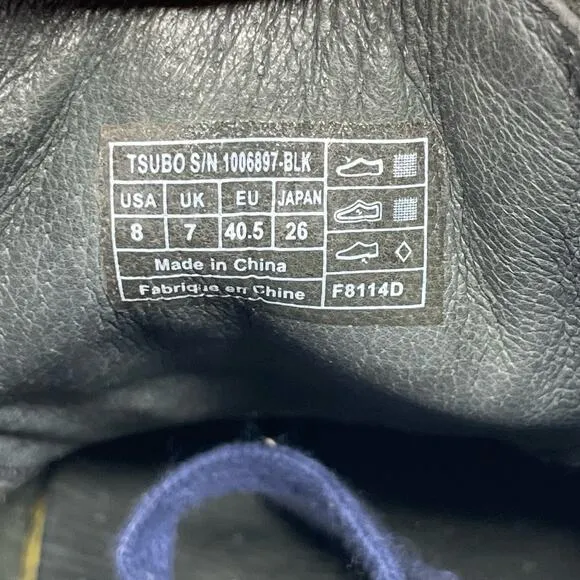 TSUBO S/N 1006897-BLK
USA UK EU JAPAN
8 7 40.5 26
Made in China
Fabrique en Chine F8114D